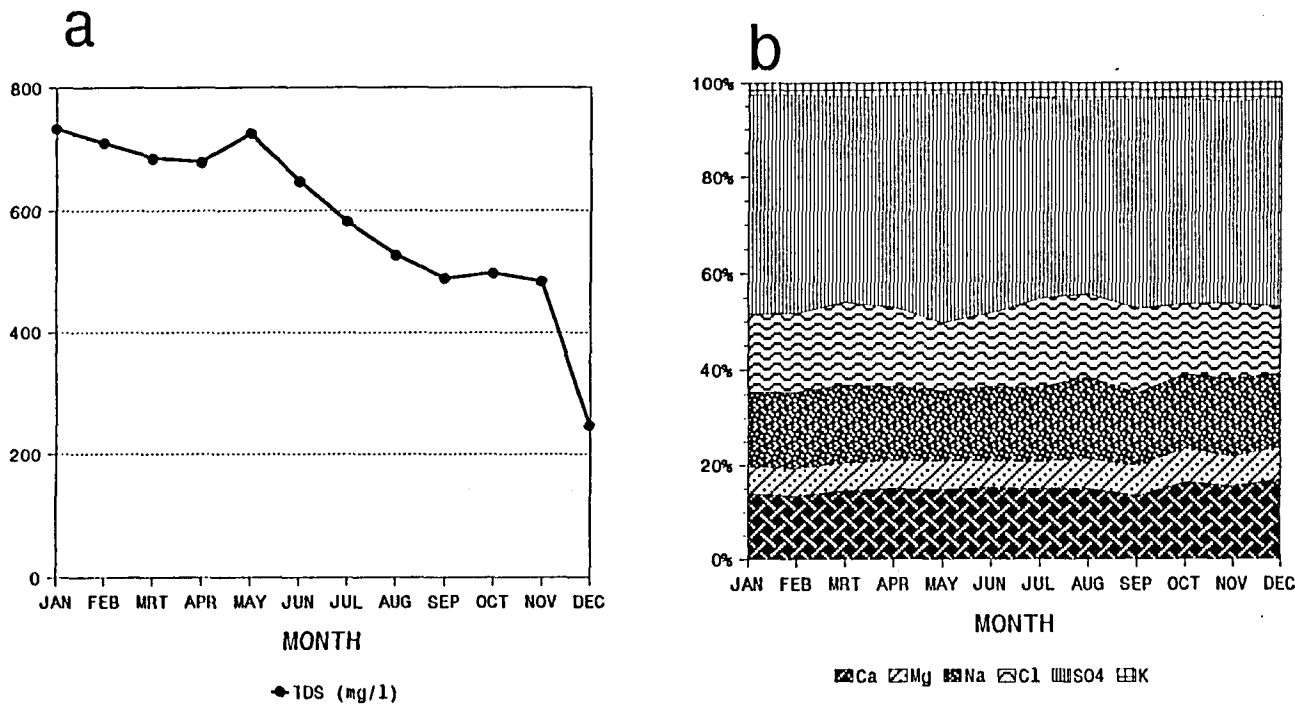 a
800
600
400
200
0
JAN FEB MRT APR MAY JUN JUL AUG SEP OCT NOV DEC
MONTH
TDS (mg/l)
b
100%
80%
60%
40%
20%
0%
JAN FEB MRT APR MAY JUN JUL AUG SEP OCT NOV DEC
MONTH
Ca Mg Na Cl SO4 K